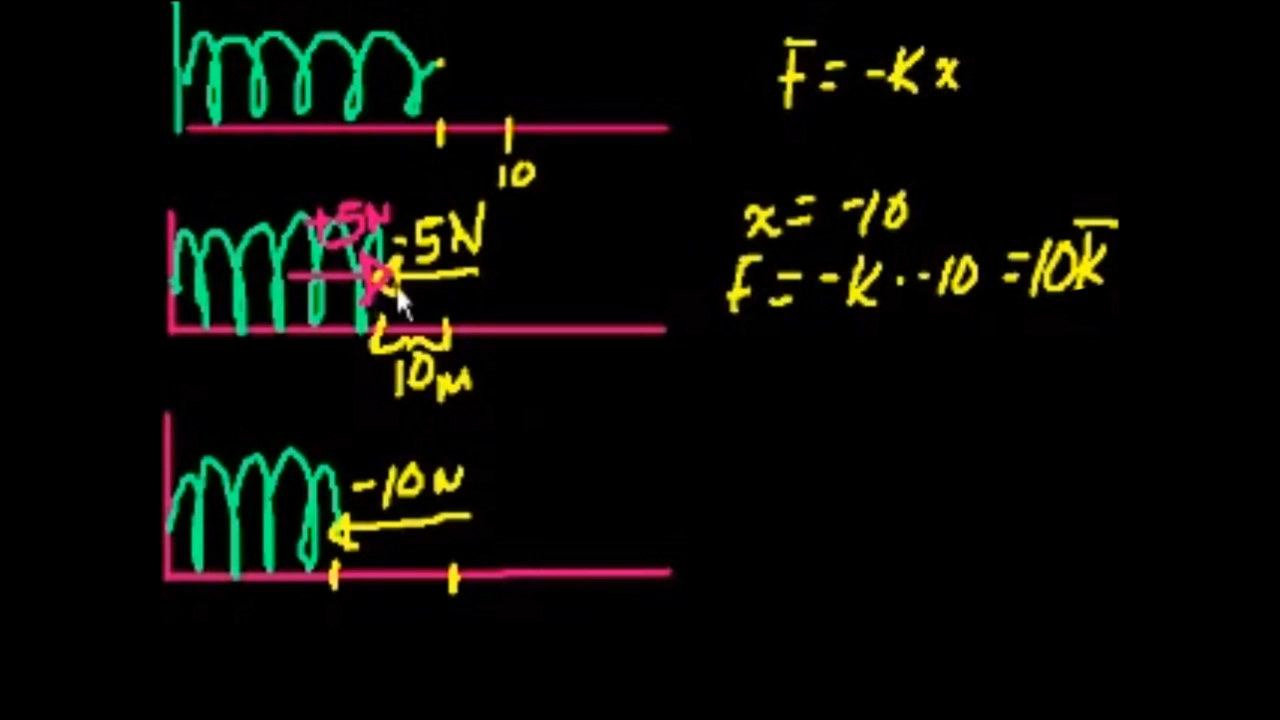 F = -Kx
10
+5N
-5N
x = -10
F = -K · -10 = 10K
10m
-10N